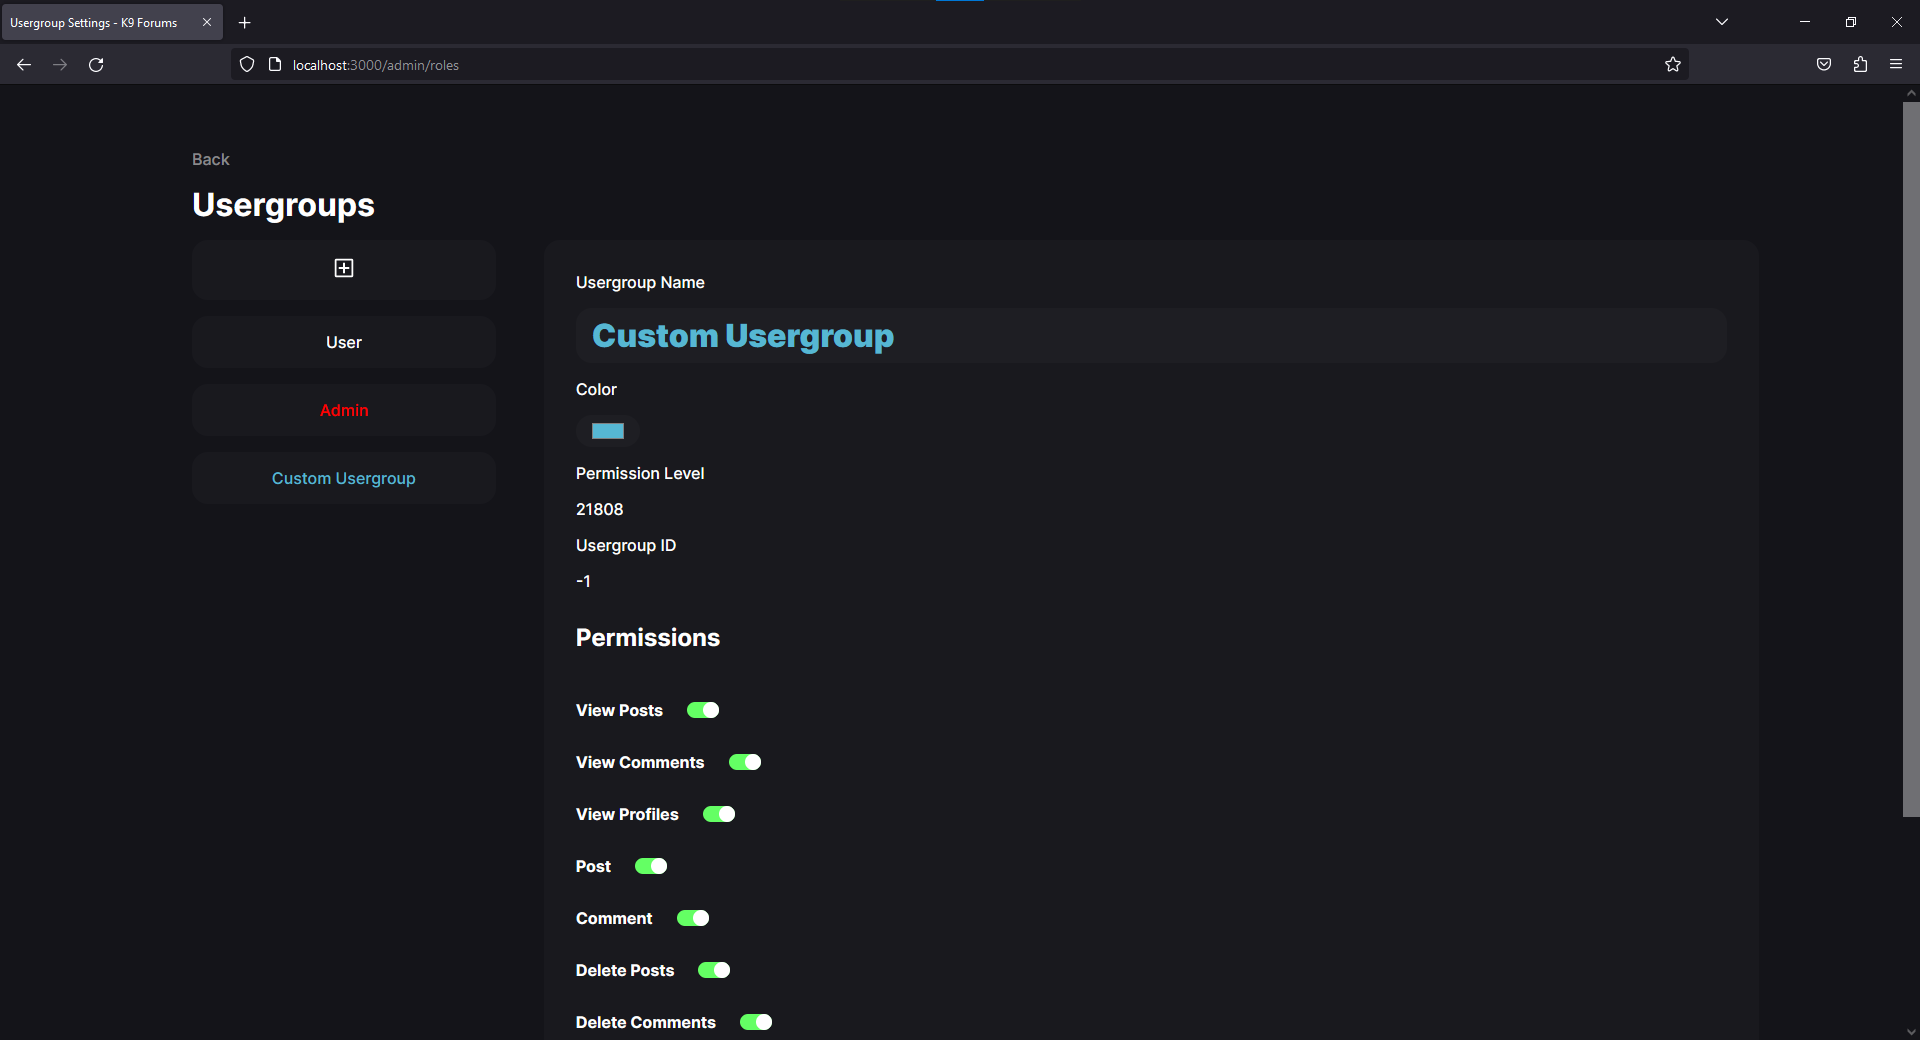 Usergroup Settings - K9 Forums
localhost:3000/admin/roles
Back
Usergroups
User
Admin
Custom Usergroup
Usergroup Name
Custom Usergroup
Color
Permission Level
21808
Usergroup ID
-1
Permissions
View Posts
View Comments
View Profiles
Post
Comment
Delete Posts
Delete Comments